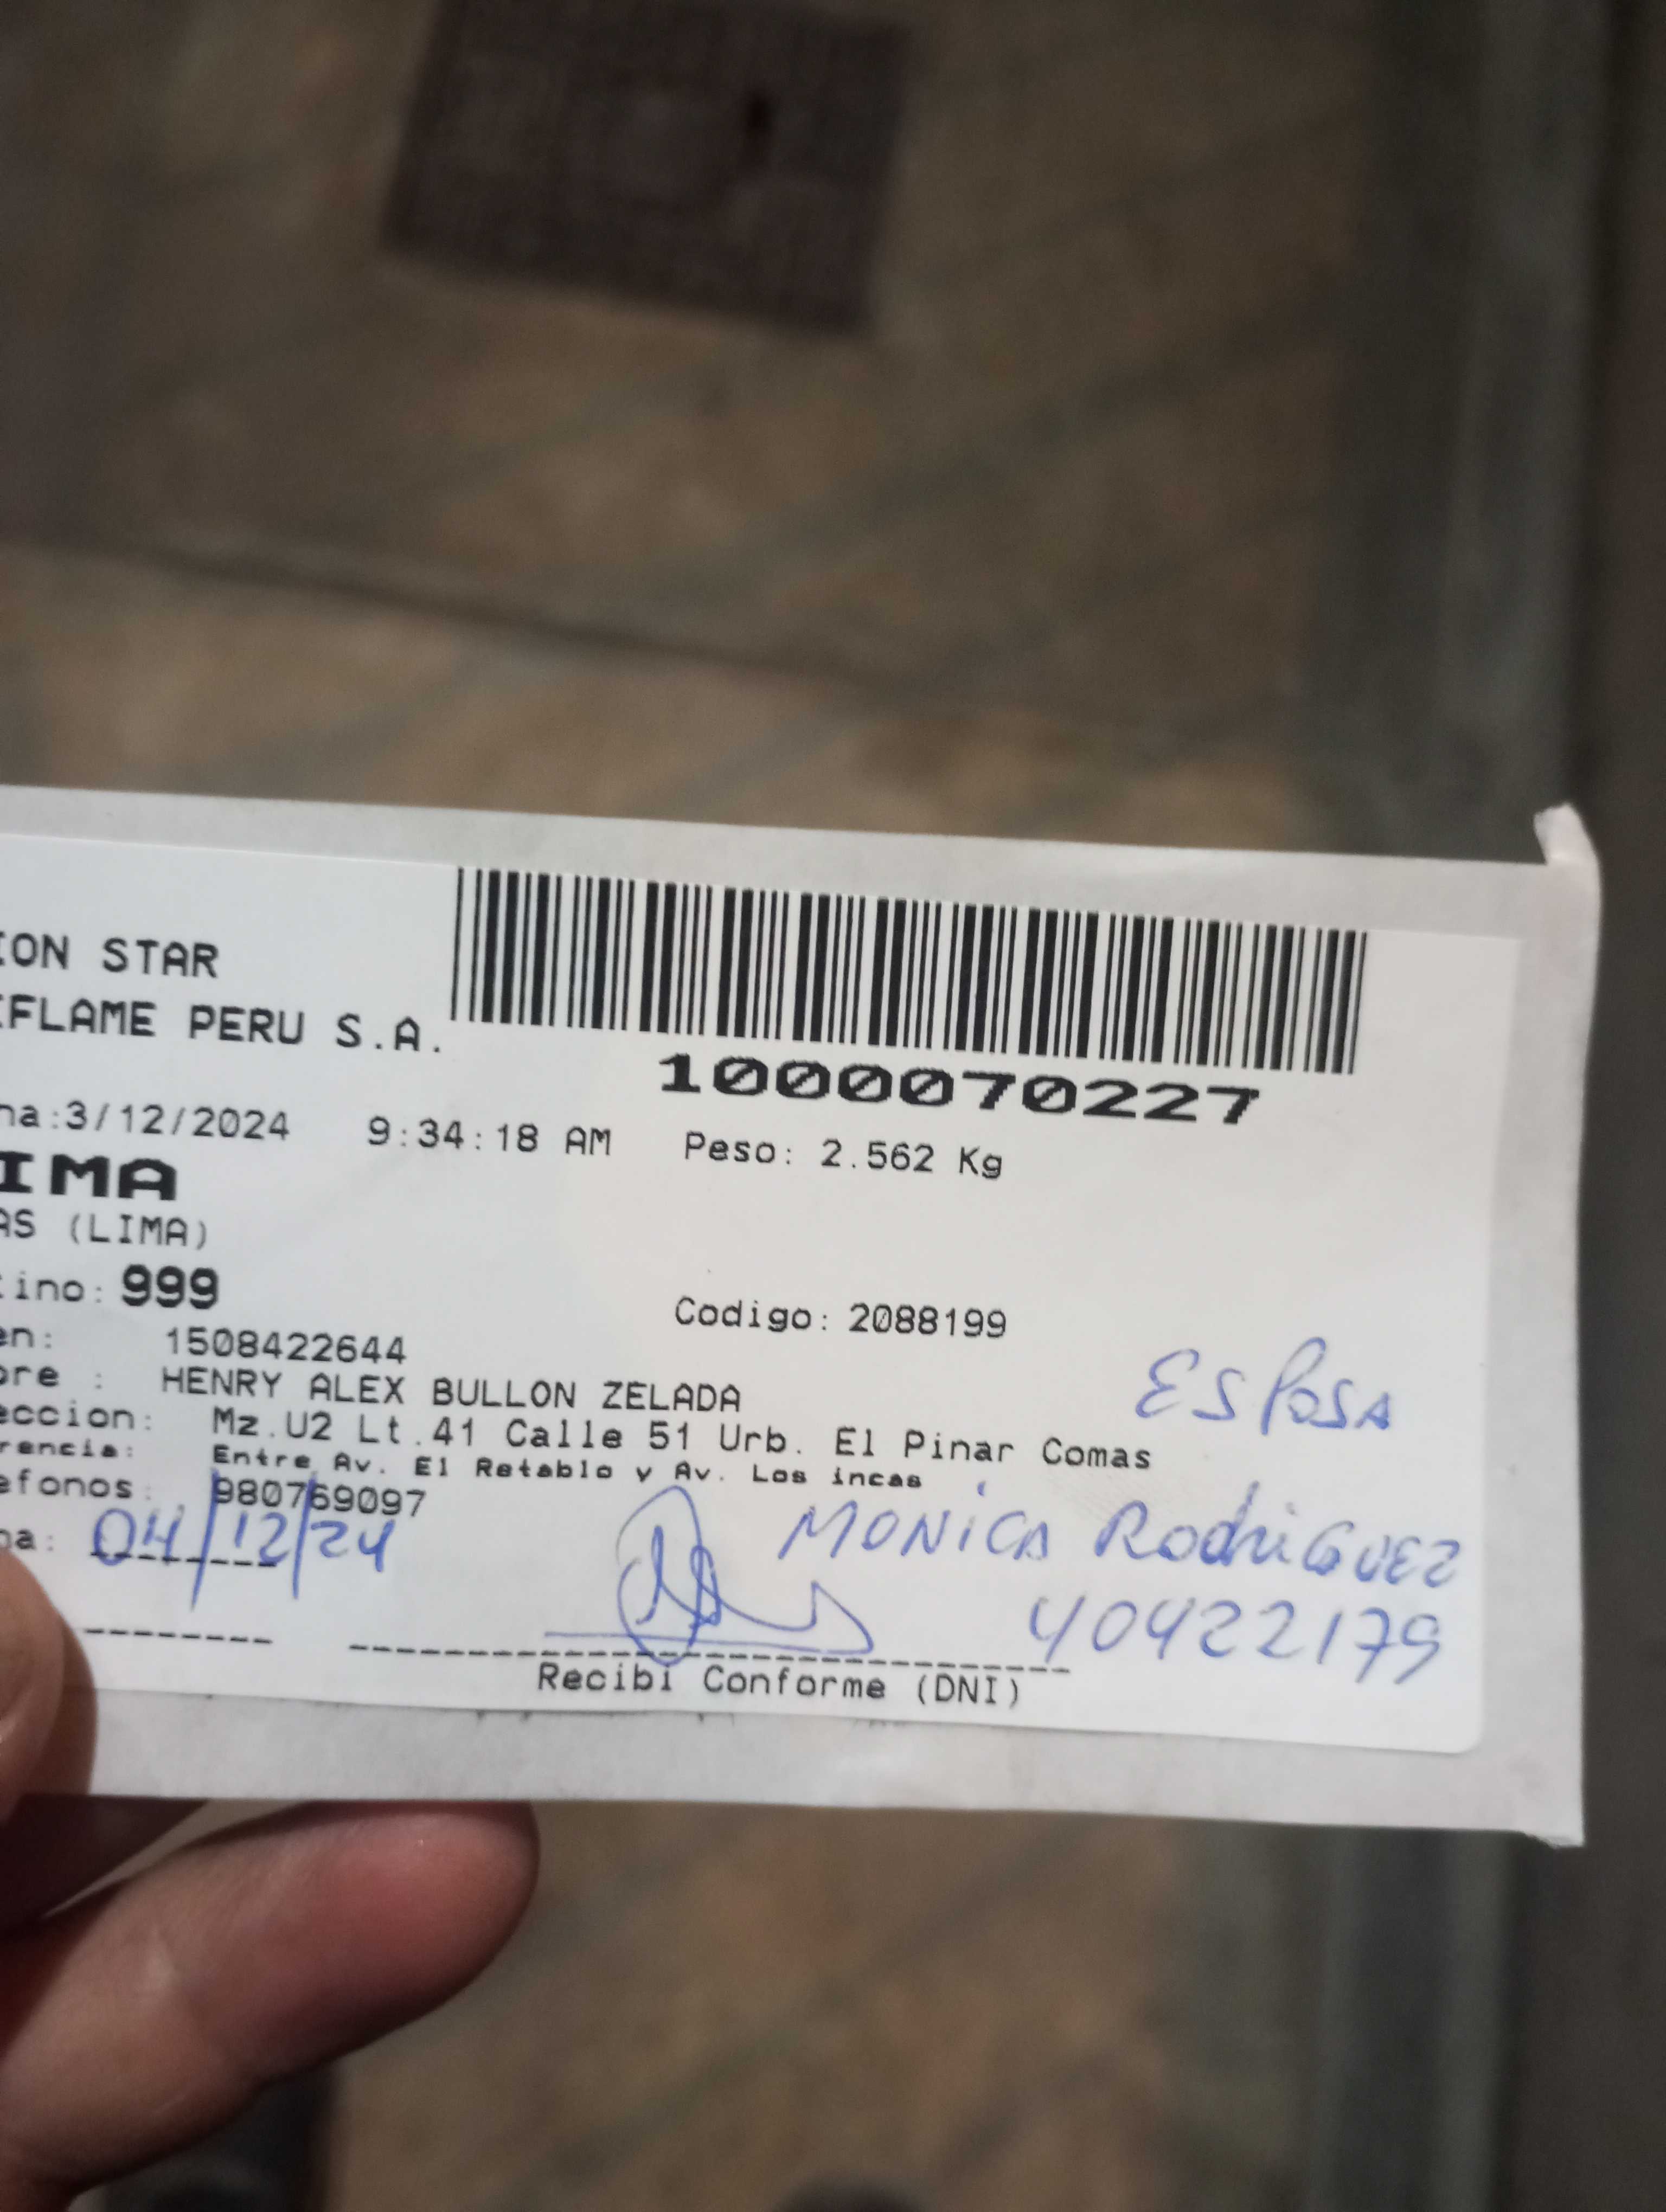 ION STAR
IFLAME PERU S.A.
1000070227
ha:3/12/2024 9:34:18 AM Peso: 2.562 Kg
IMA
AS (LIMA)
tino: 999 Codigo: 2088199
en: 1508422644
bre : HENRY ALEX BULLON ZELADA
ESPOSA
eccion: Mz.U2 Lt.41 Calle 51 Urb. El Pinar Comas
rencia: Entre Av. El Retablo y Av. Los incas
efonos: 980769097
ha: 04/12/24
MONICA RodriGUEZ
40422179
Recibi Conforme (DNI)